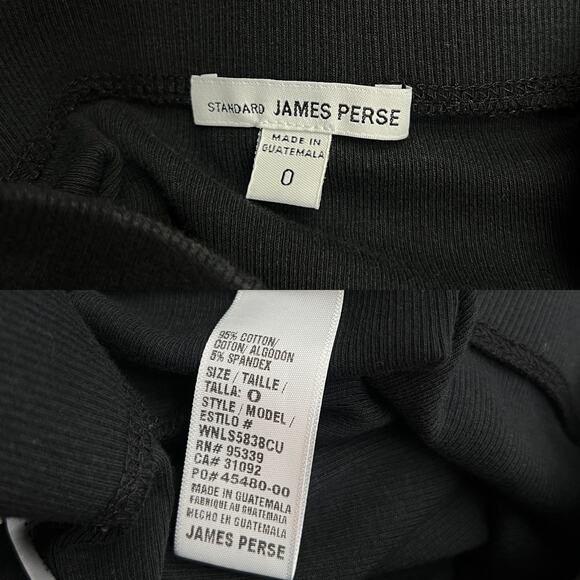 STANDARD JAMES PERSE
MADE IN
GUATEMALA
0
95% COTTON/
COTON/ ALGODÓN
5% SPANDEX
SIZE / TAILLE /
TALLA: 0
STYLE / MODEL /
ESTILO #
WNLS5838CU
RN# 95339
CA# 31092
PO# 45480-00
MADE IN GUATEMALA
FABRIQUE AU GUATEMALA
HECHO EN GUATEMALA
JAMES PERSE